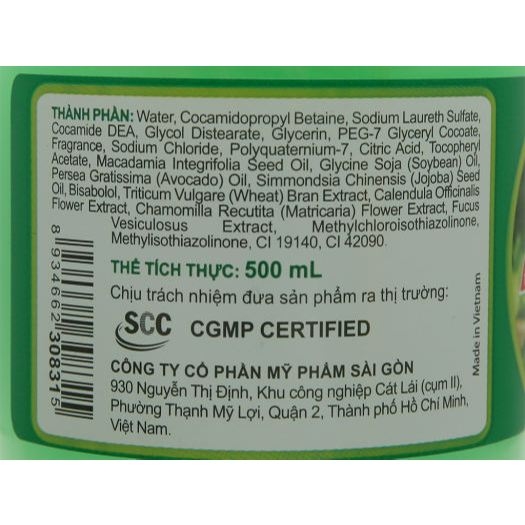 THÀNH PHẦN: Water, Cocamidopropyl Betaine, Sodium Laureth Sulfate,
Cocamide DEA, Glycol Distearate, Glycerin, PEG-7 Glyceryl Cocoate,
Fragrance, Sodium Chloride, Polyquaternium-7, Citric Acid, Tocopheryl
Acetate, Macadamia Integrifolia Seed Oil, Glycine Soja (Soybean) Oil,
Persea Gratissima (Avocado) Oil, Simmondsia Chinensis (Jojoba) Seed
Oil, Bisabolol, Triticum Vulgare (Wheat) Bran Extract, Calendula Officinalis
Flower Extract, Chamomilla Recutita (Matricaria) Flower Extract, Fucus
Vesiculosus Extract, Methylchloroisothiazolinone,
Methylisothiazolinone, CI 19140, CI 42090.
THỂ TÍCH THỰC: 500 mL
Chịu trách nhiệm đưa sản phẩm ra thị trường:
SCC CGMP CERTIFIED
CÔNG TY CỔ PHẦN MỸ PHẨM SÀI GÒN
930 Nguyễn Thị Định, Khu công nghiệp Cát Lái (cụm II),
Phường Thạnh Mỹ Lợi, Quận 2, Thành phố Hồ Chí Minh,
Việt Nam.
8 934662 308315
Made in Vietnam